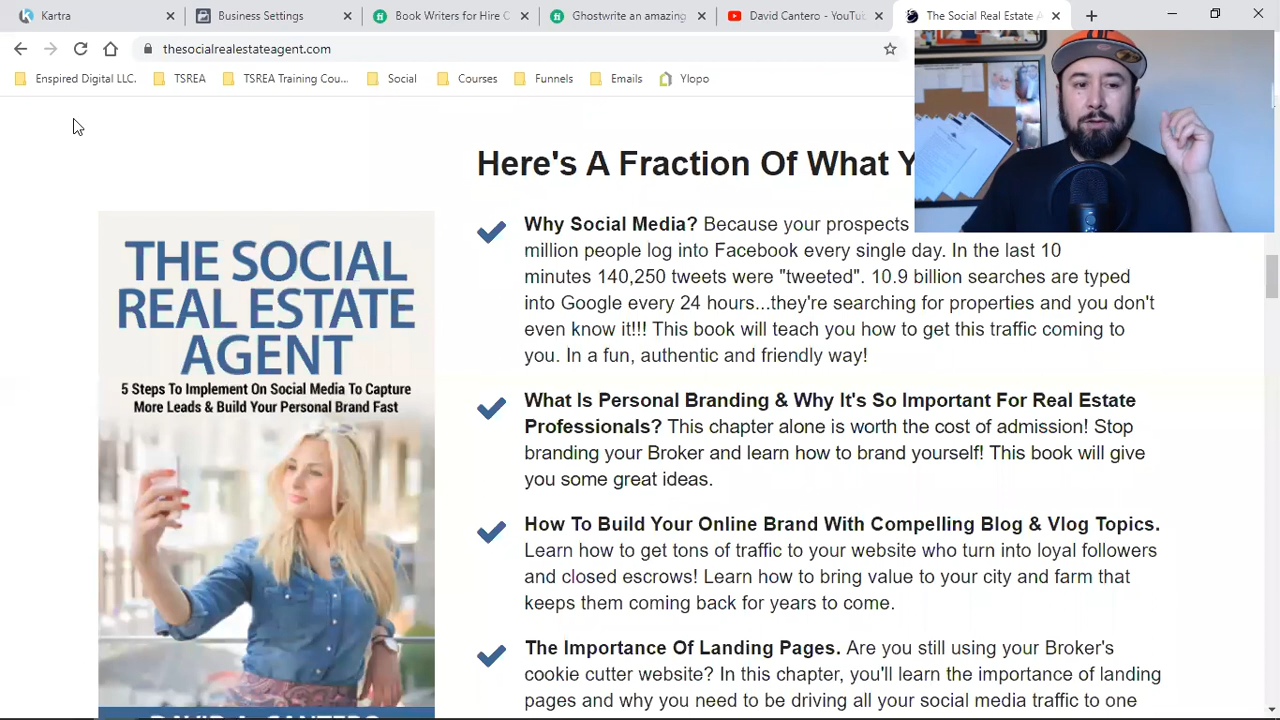 Kartra
Business Settings
Book Writers for Hire
Ghostwrite an amazing
David Cantero - YouTu
The Social Real Estate
thesocialrealestateagent.com
Enspired Digital LLC.
TSREA
TSREA Training Cou...
Social
Courses
Funnels
Emails
Ylopo
Here's A Fraction Of What
THE SOCIAL
REAL ESTATE
AGENT
5 Steps To Implement On Social Media To Capture
More Leads & Build Your Personal Brand Fast
Why Social Media? Because your prospects
million people log into Facebook every single day. In the last 10
minutes 140,250 tweets were "tweeted". 10.9 billion searches are typed
into Google every 24 hours...they're searching for properties and you don't
even know it!!! This book will teach you how to get this traffic coming to
you. In a fun, authentic and friendly way!
What Is Personal Branding & Why It's So Important For Real Estate
Professionals? This chapter alone is worth the cost of admission! Stop
branding your Broker and learn how to brand yourself! This book will give
you some great ideas.
How To Build Your Online Brand With Compelling Blog & Vlog Topics.
Learn how to get tons of traffic to your website who turn into loyal followers
and closed escrows! Learn how to bring value to your city and farm that
keeps them coming back for years to come.
The Importance Of Landing Pages. Are you still using your Broker's
cookie cutter website? In this chapter, you'll learn the importance of landing
pages and why you need to be driving all your social media traffic to one